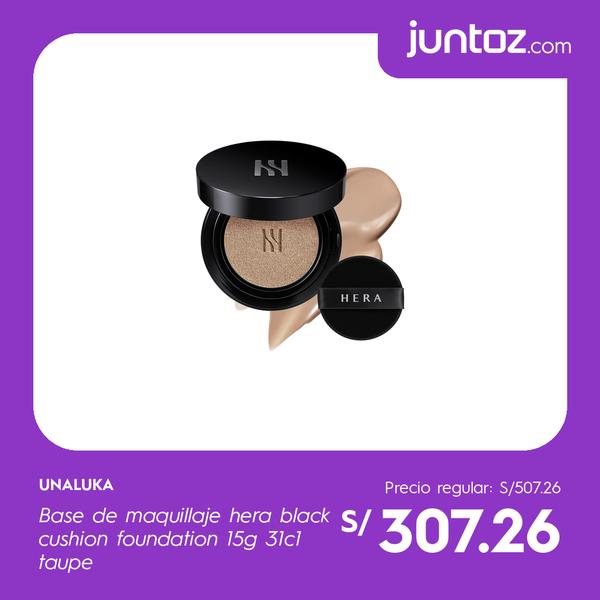 juntoz.com
HERA
UNALUKA
Base de maquillaje hera black
cushion foundation 15g 31c1
taupe
Precio regular: S/507.26
S/ 307.26